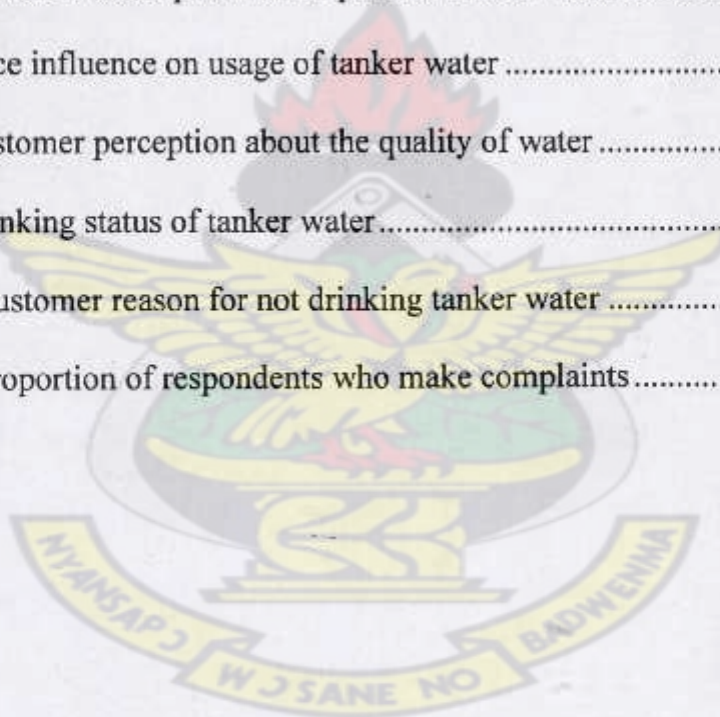 ce influence on usage of tanker water ..............................
stomer perception about the quality of water ..................
nking status of tanker water..............................................
ustomer reason for not drinking tanker water ................
roportion of respondents who make complaints..............
NYANSAPƆ WƆSANE NO BADWENMA